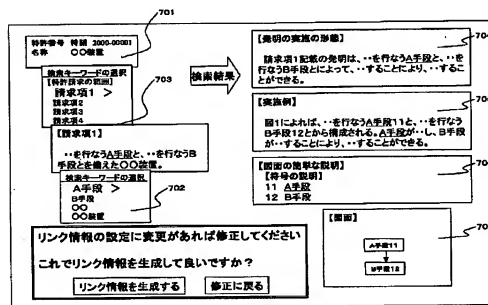 701
特許番号 特開 2000-00001
名称 〇〇装置
検索キーワードの選択
【特許請求の範囲】
請求項1 >
請求項2
請求項3
請求項4
703
【請求項1】
・・を行なうA手段と、・・を行なうB
手段とを備えた〇〇装置。
検索キーワードの選択
A手段 >
B手段
〇〇
〇〇装置
702
検索結果
【発明の実施の形態】
請求項1記載の発明は、・・を行なうA手段と、・・を
行なうB手段とによって、・・することにより、・・するこ
とができる。
【実施例】
図1によれば、・・を行なうA手段11と、・・を行なう
B手段12とから構成される。A手段が・・し、B手段
が・・することにより、・・することができる。
【図面の簡単な説明】
【符号の説明】
11 A手段
12 B手段
【図面】
A手段11
B手段12
リンク情報の設定に変更があれば修正してください
これでリンク情報を生成して良いですか？
リンク情報を生成する 修正に戻る